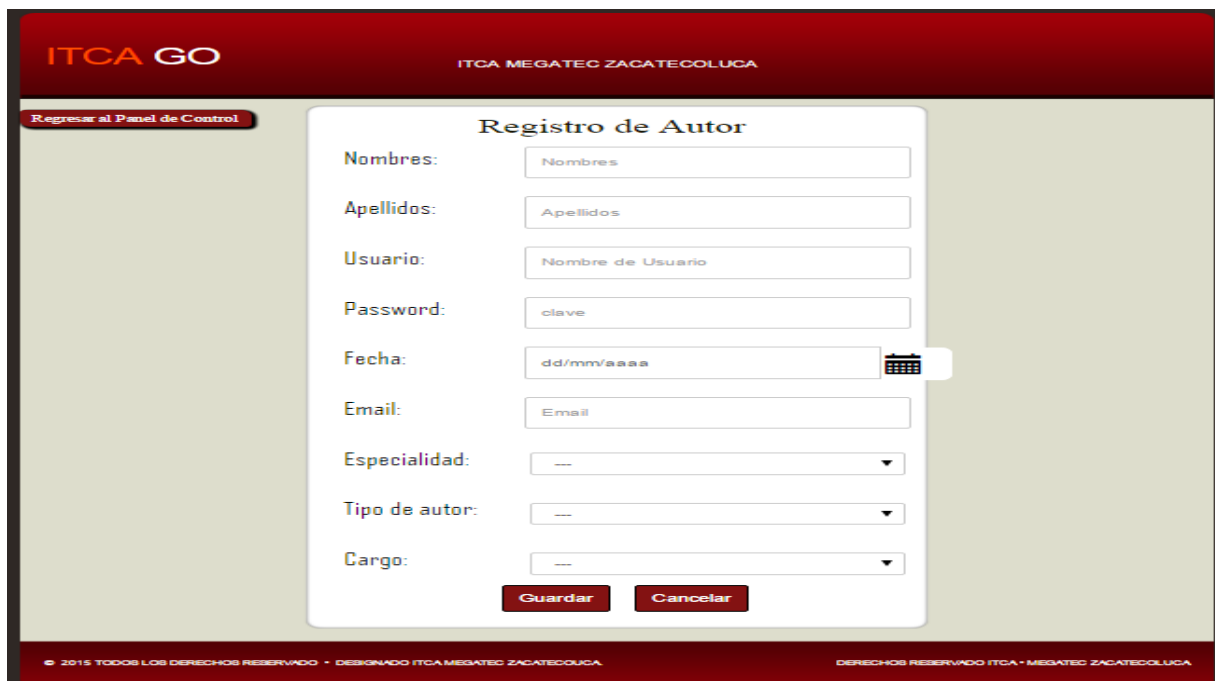 ITCA GO
ITCA MEGATEC ZACATECOLUCA
Regresar al Panel de Control
Registro de Autor
Nombres: Nombres
Apellidos: Apellidos
Usuario: Nombre de Usuario
Password: clave
Fecha: dd/mm/aaaa
Email: Email
Especialidad: ---
Tipo de autor: ---
Cargo: ---
Guardar Cancelar
© 2015 TODOS LOS DERECHOS RESERVADO • DESIGNADO ITCA MEGATEC ZACATECOUCA. DERECHOS RESERVADO ITCA • MEGATEC ZACATECOLUCA